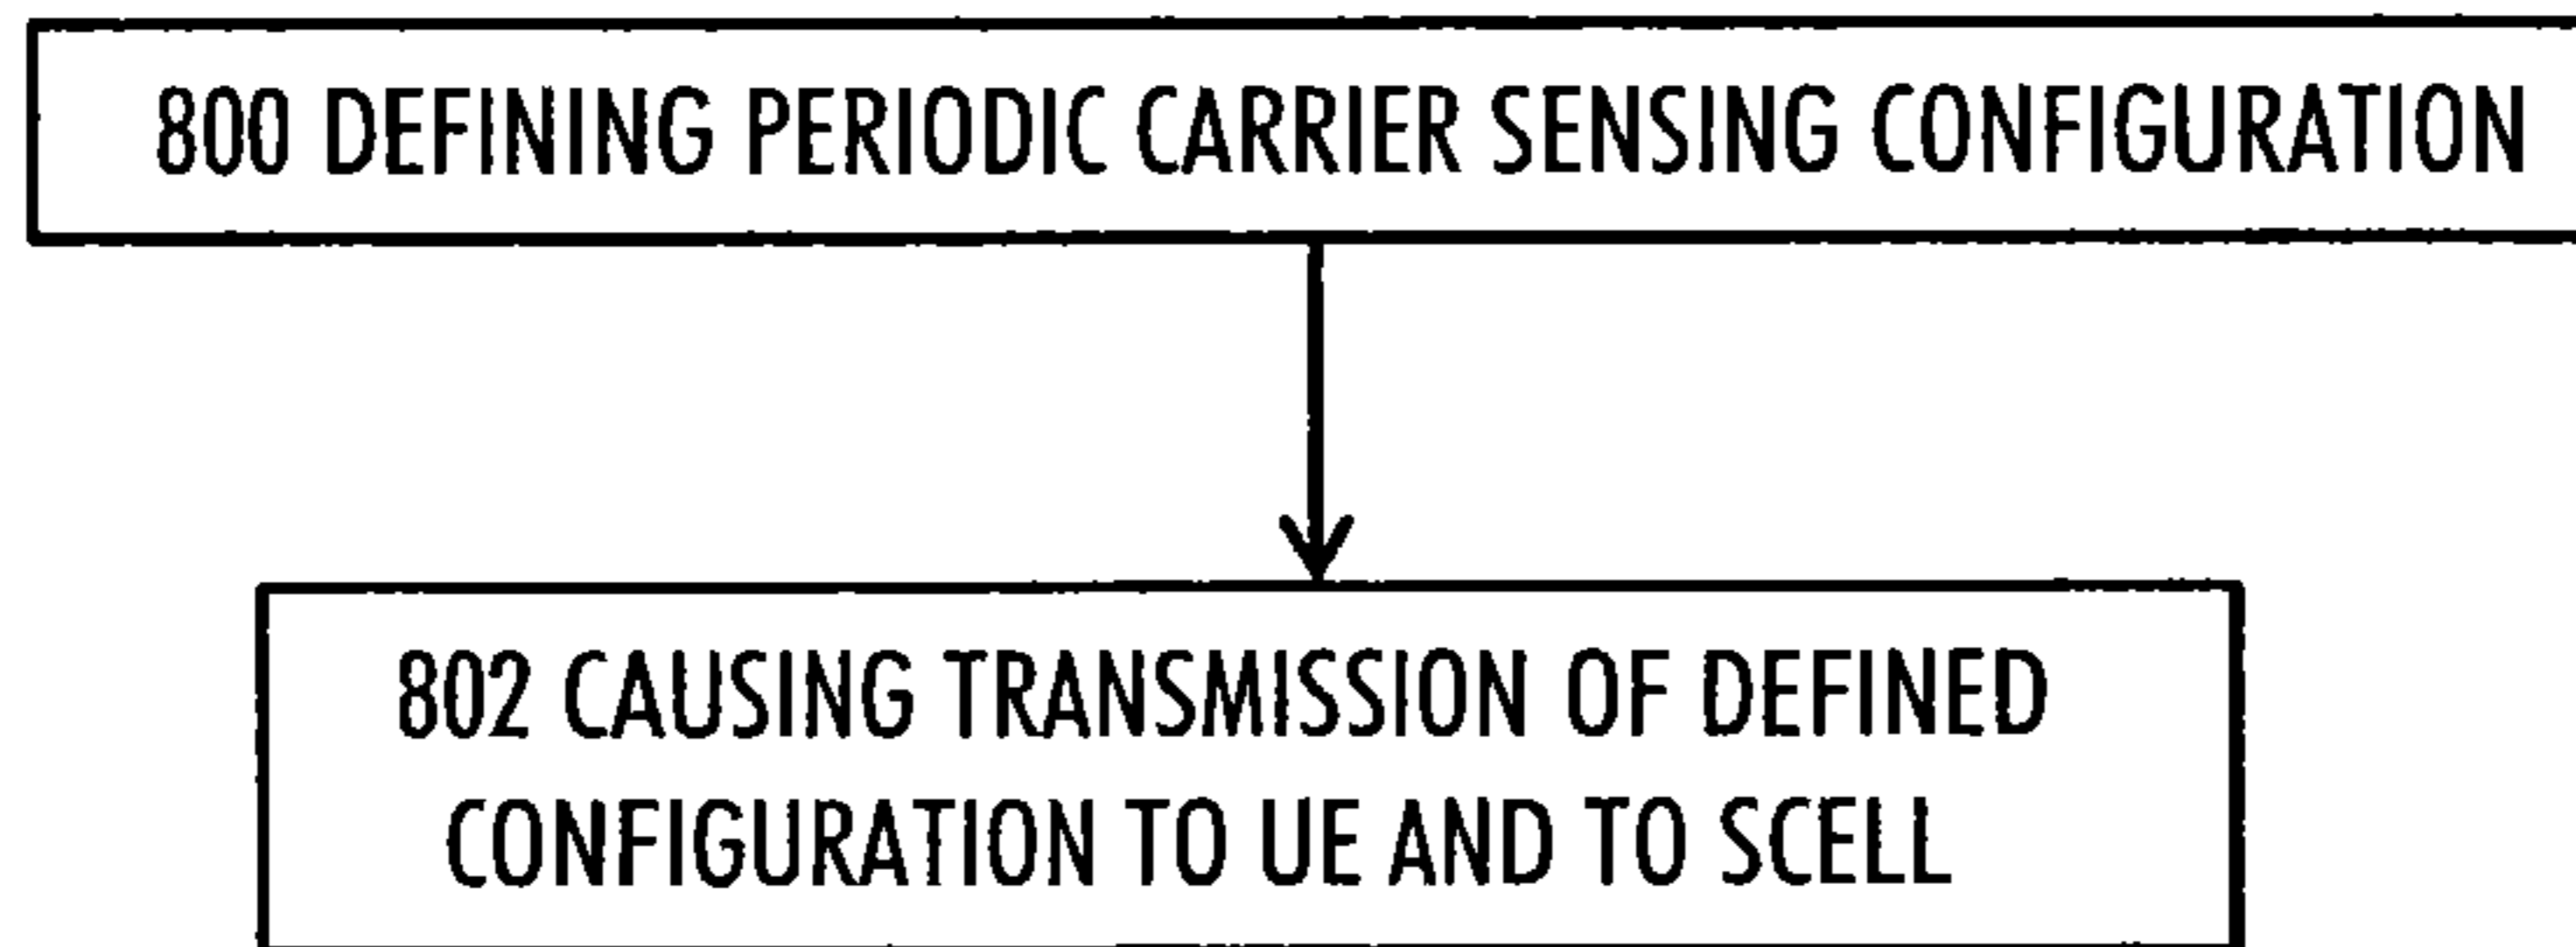 800 DEFINING PERIODIC CARRIER SENSING CONFIGURATION
802 CAUSING TRANSMISSION OF DEFINED
CONFIGURATION TO UE AND TO SCELL